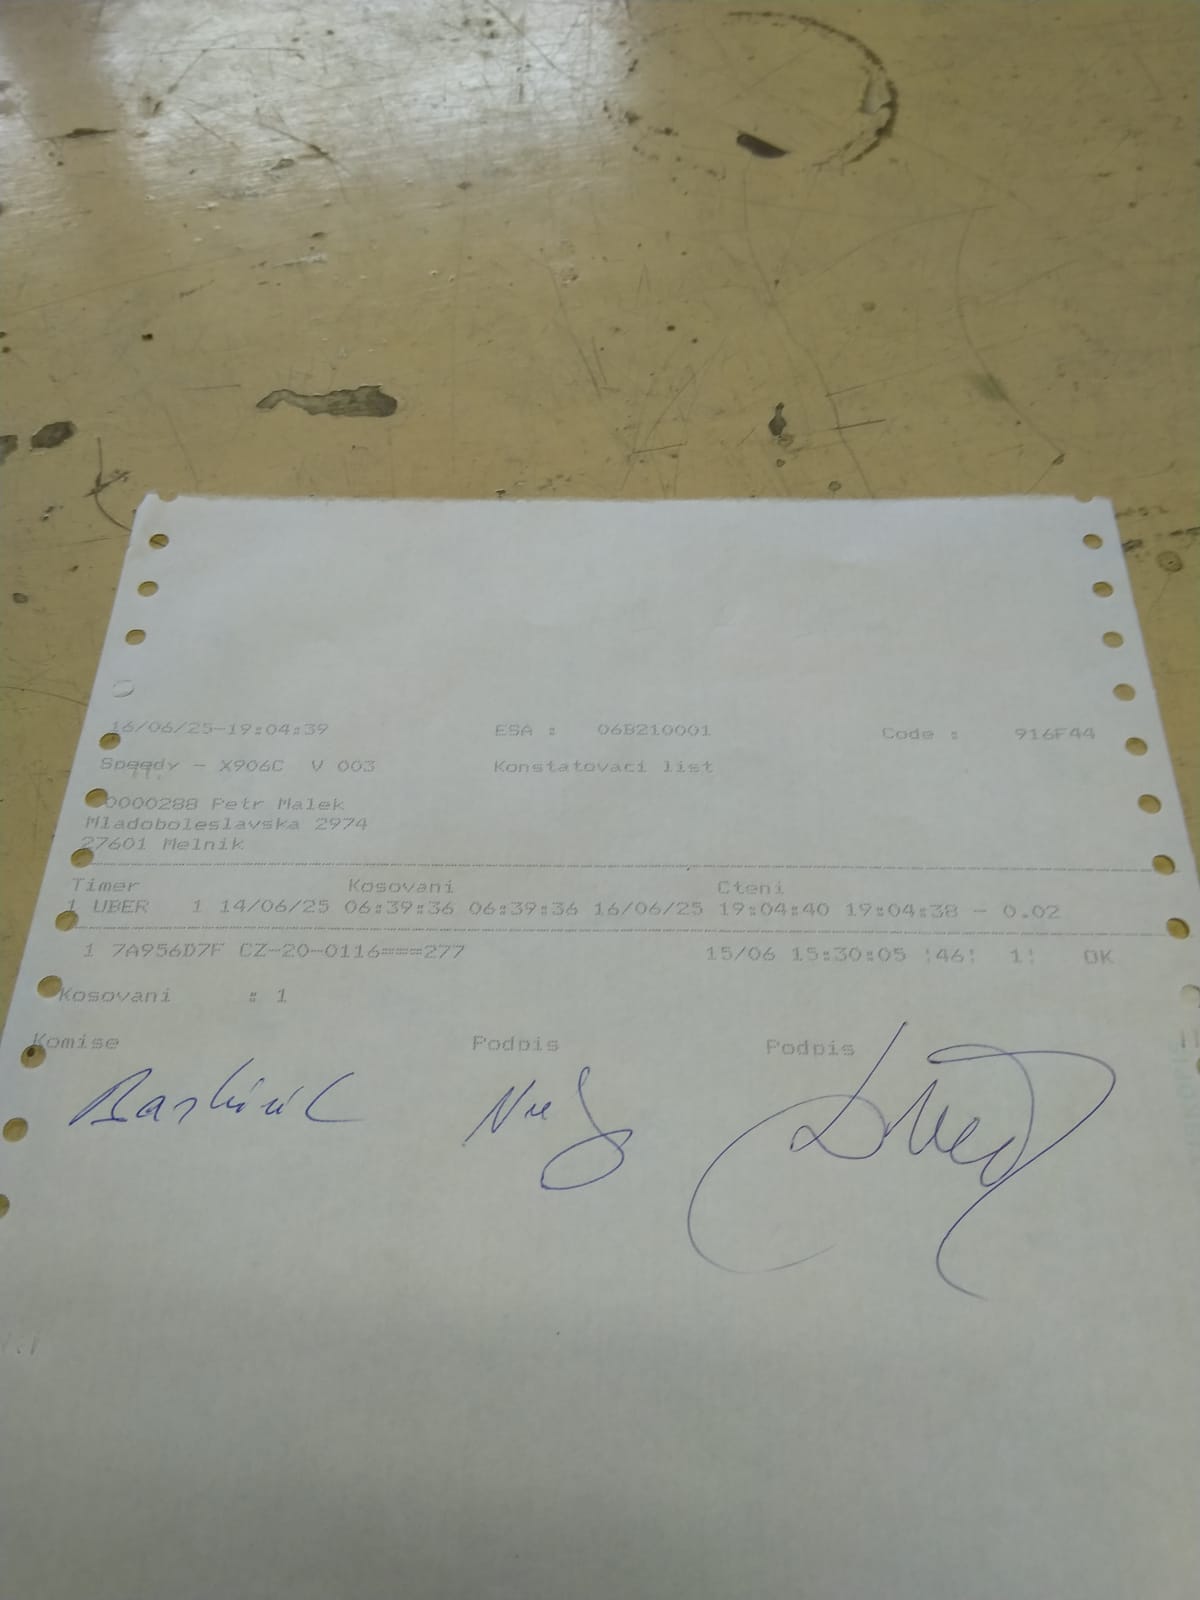 16/06/25-19:04:39 ESA : 06B210001 Code : 916F44
Speedy - X906C V 003 Konstatovaci list
0000288 Petr Malek
Mladoboleslavska 2974
27601 Melnik
Timer Kosovani Cteni
1 UBER 1 14/06/25 06:39:36 06:39:36 16/06/25 19:04:40 19:04:38 - 0.02
1 7A956D7F CZ-20-0116===277 15/06 15:30:05 ¦46¦ 1¦ OK
Kosovani : 1
Komise Podpis Podpis